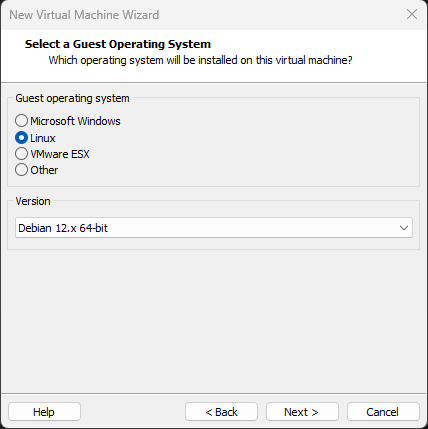 New Virtual Machine Wizard
Select a Guest Operating System
Which operating system will be installed on this virtual machine?
Guest operating system
Microsoft Windows
Linux
VMware ESX
Other
Version
Debian 12.x 64-bit
Help
< Back
Next >
Cancel